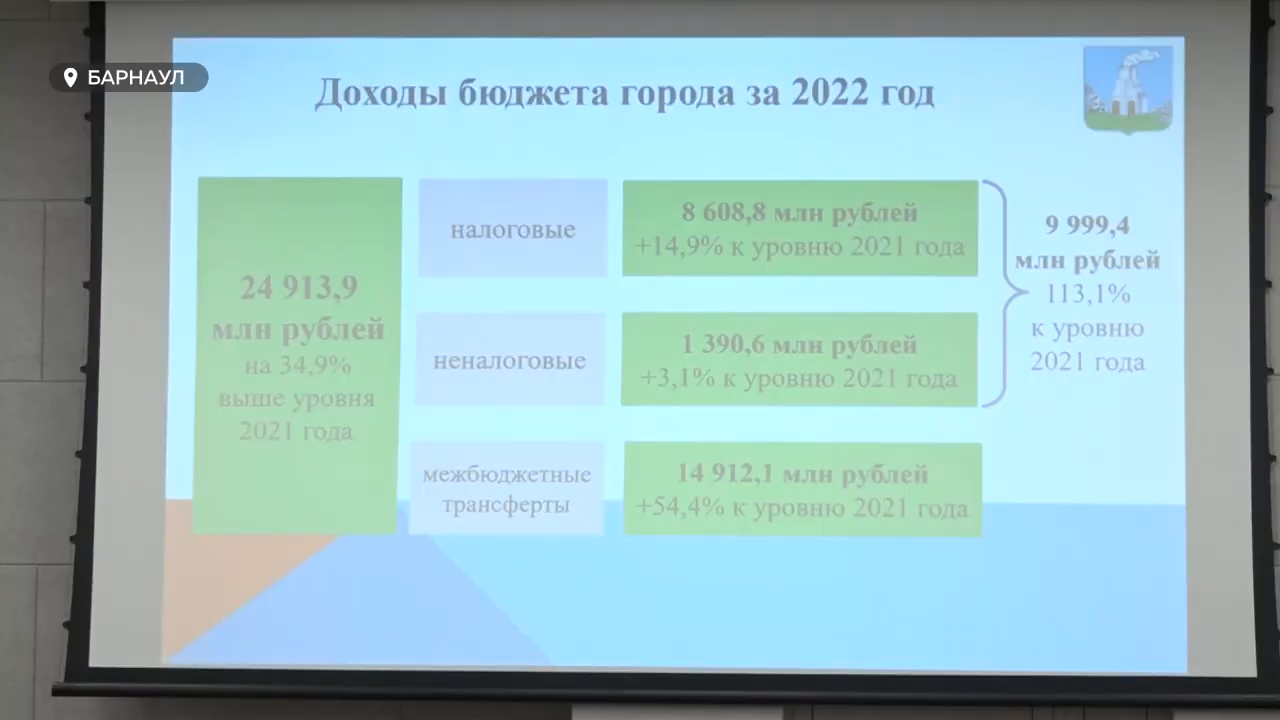 БАРНАУЛ
Доходы бюджета города за 2022 год
24 913,9
млн рублей
на 34,9%
выше уровня
2021 года
налоговые
8 608,8 млн рублей
+14,9% к уровню 2021 года
неналоговые
1 390,6 млн рублей
+3,1% к уровню 2021 года
межбюджетные
трансферты
14 912,1 млн рублей
+54,4% к уровню 2021 года
9 999,4
млн рублей
113,1%
к уровню
2021 года